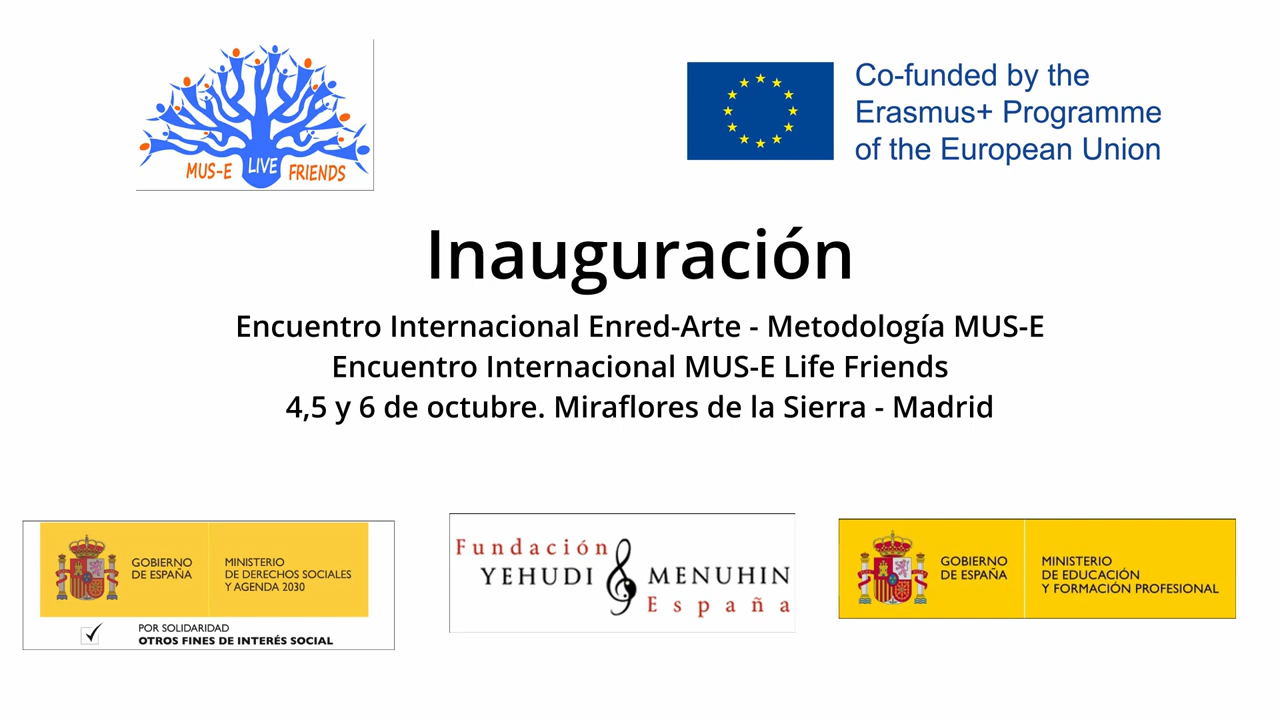 MUS-E LIVE FRIENDS
Co-funded by the
Erasmus+ Programme
of the European Union
Inauguración
Encuentro Internacional Enred-Arte - Metodología MUS-E
Encuentro Internacional MUS-E Life Friends
4,5 y 6 de octubre. Miraflores de la Sierra - Madrid
GOBIERNO
DE ESPAÑA
MINISTERIO
DE DERECHOS SOCIALES
Y AGENDA 2030
POR SOLIDARIDAD
OTROS FINES DE INTERÉS SOCIAL
Fundación
YEHUDI MENUHIN
España
GOBIERNO
DE ESPAÑA
MINISTERIO
DE EDUCACIÓN
Y FORMACIÓN PROFESIONAL